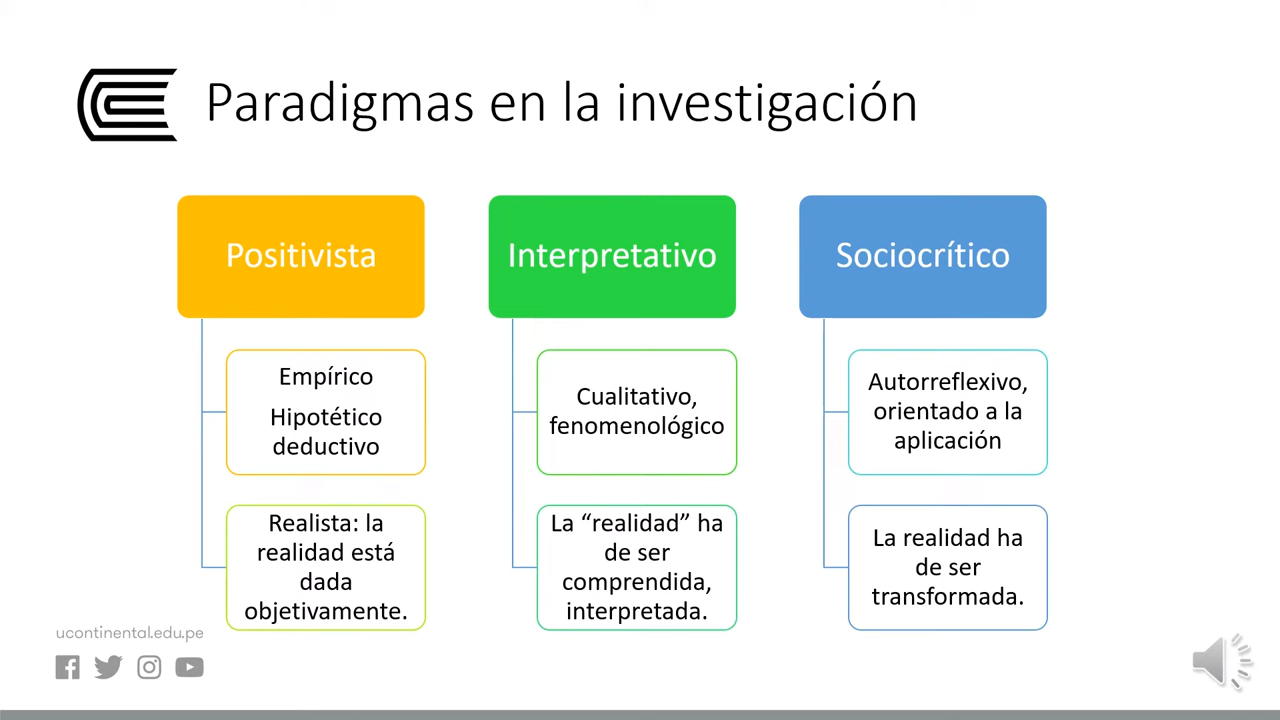 Paradigmas en la investigación
Positivista
Empírico
Hipotético
deductivo
Realista: la
realidad está
dada
objetivamente.
Interpretativo
Cualitativo,
fenomenológico
La “realidad” ha
de ser
comprendida,
interpretada.
Sociocrítico
Autorreflexivo,
orientado a la
aplicación
La realidad ha
de ser
transformada.
ucontinental.edu.pe